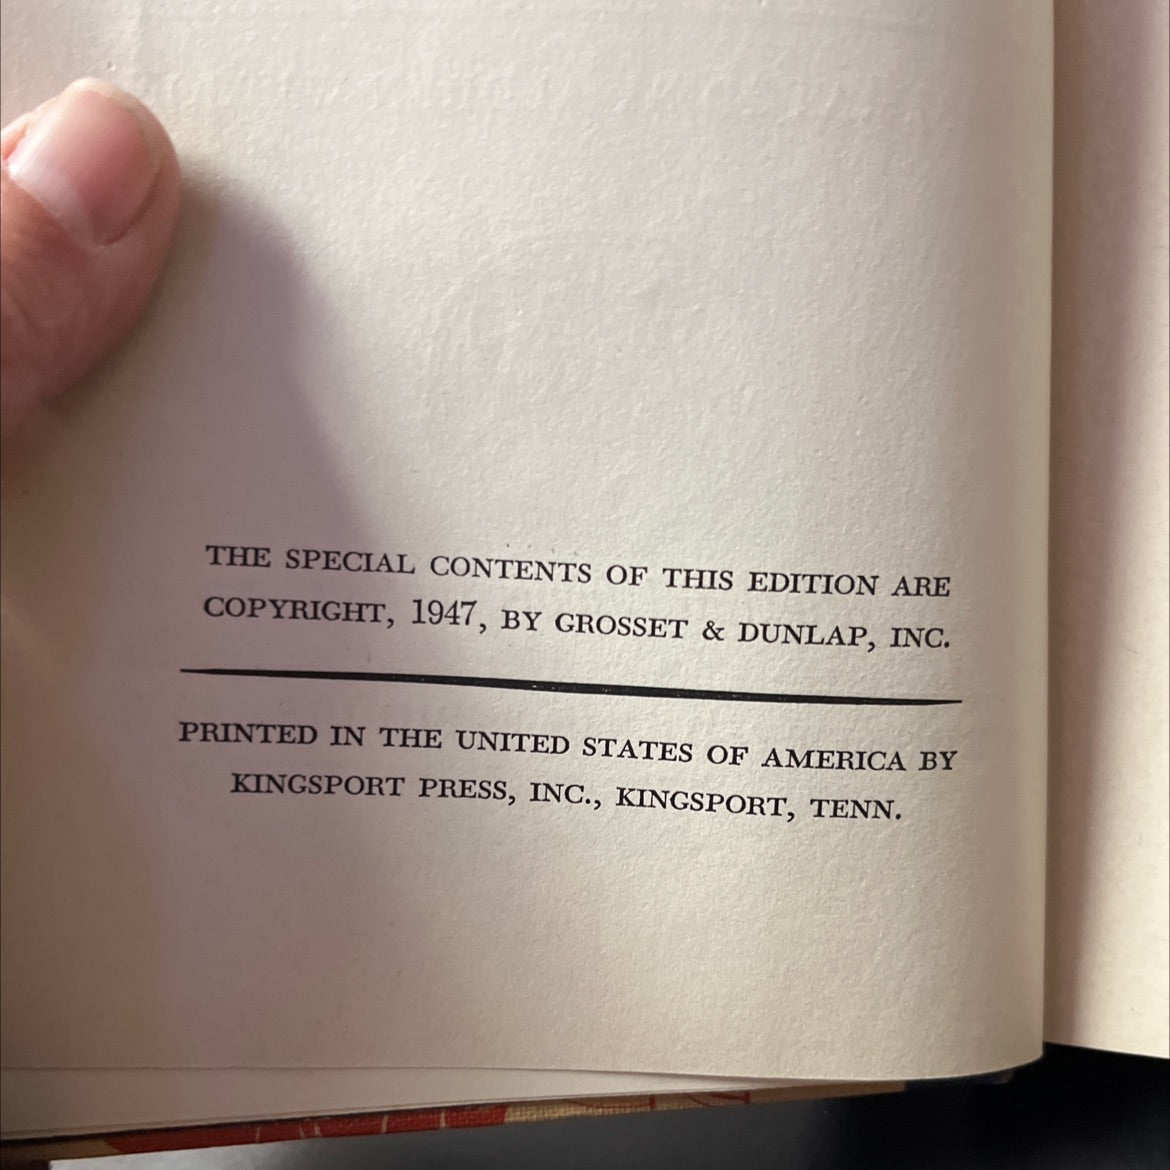 THE SPECIAL CONTENTS OF THIS EDITION ARE
COPYRIGHT, 1947, BY GROSSET & DUNLAP, INC.
PRINTED IN THE UNITED STATES OF AMERICA BY
KINGSPORT PRESS, INC., KINGSPORT, TENN.